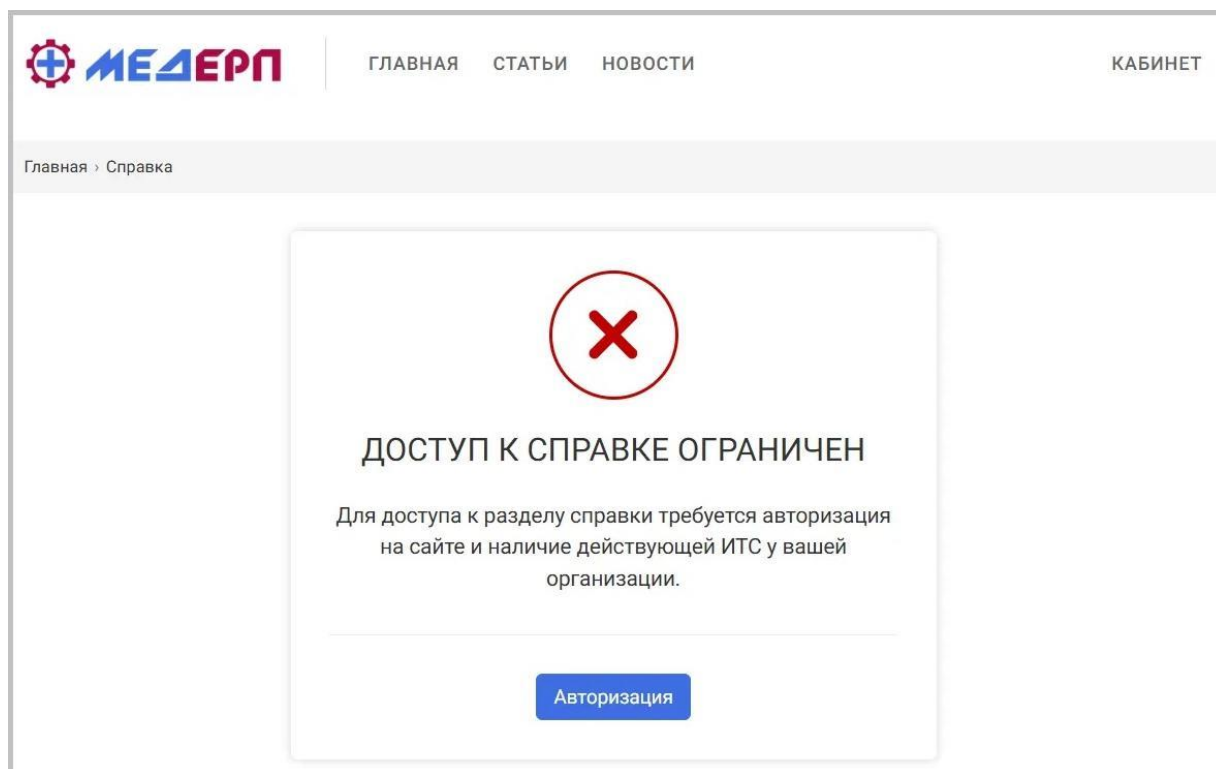 МЕДЕРП
ГЛАВНАЯ СТАТЬИ НОВОСТИ КАБИНЕТ
Главная › Справка
ДОСТУП К СПРАВКЕ ОГРАНИЧЕН
Для доступа к разделу справки требуется авторизация
на сайте и наличие действующей ИТС у вашей
организации.
Авторизация